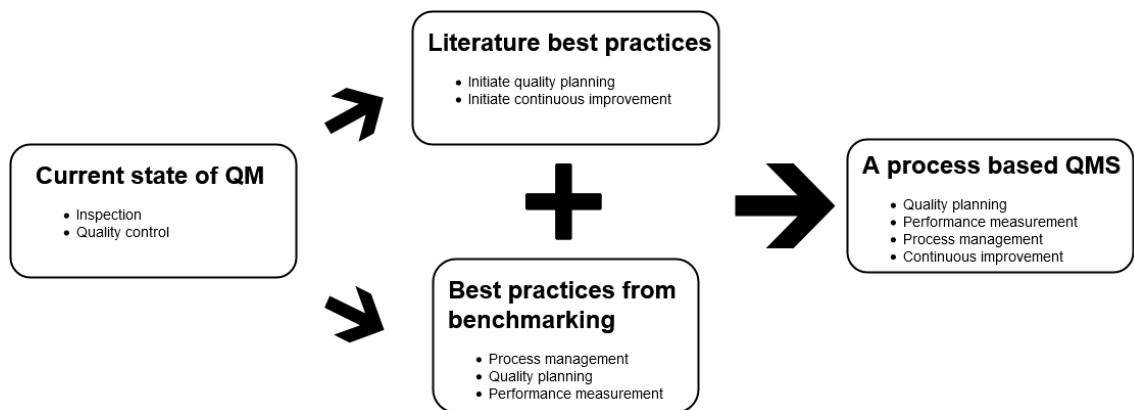 Current state of QM
• Inspection
• Quality control
Literature best practices
• Initiate quality planning
• Initiate continuous improvement
Best practices from
benchmarking
• Process management
• Quality planning
• Performance measurement
A process based QMS
• Quality planning
• Performance measurement
• Process management
• Continuous improvement